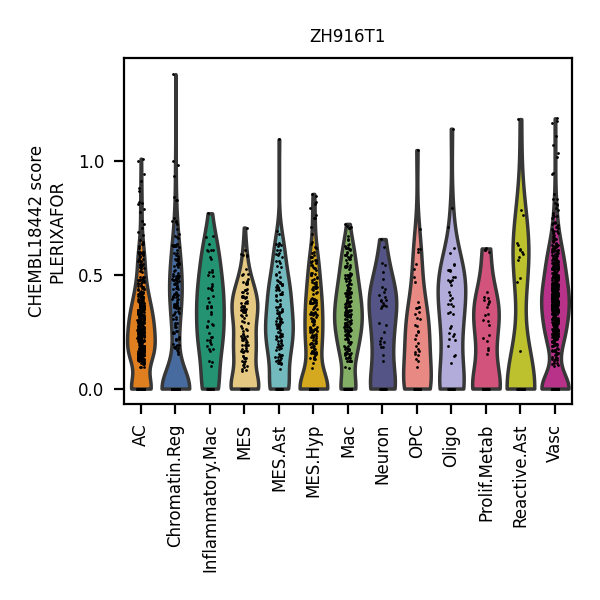 ZH916T1
CHEMBL18442 score
PLERIXAFOR
1.0
0.5
0.0
AC
Chromatin.Reg
Inflammatory.Mac
MES
MES.Ast
MES.Hyp
Mac
Neuron
OPC
Oligo
Prolif.Metab
Reactive.Ast
Vasc